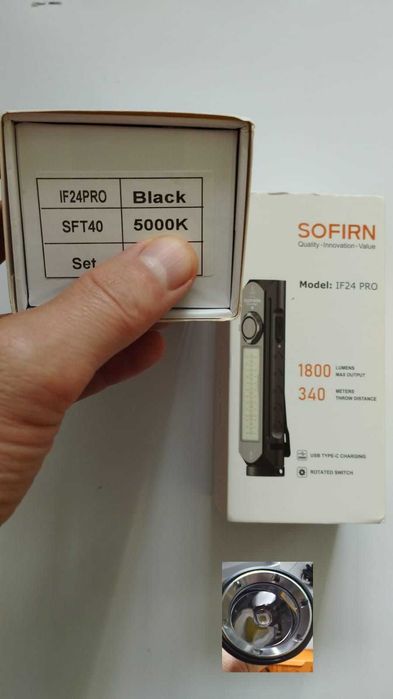 IF24PRO Black
SFT40 5000K
Set
SOFIRN
Quality·Innovation·Value
Model: IF24 PRO
1800 LUMENS
MAX OUTPUT
340 METERS
THROW DISTANCE
USB TYPE-C CHARGING
ROTATED SWITCH